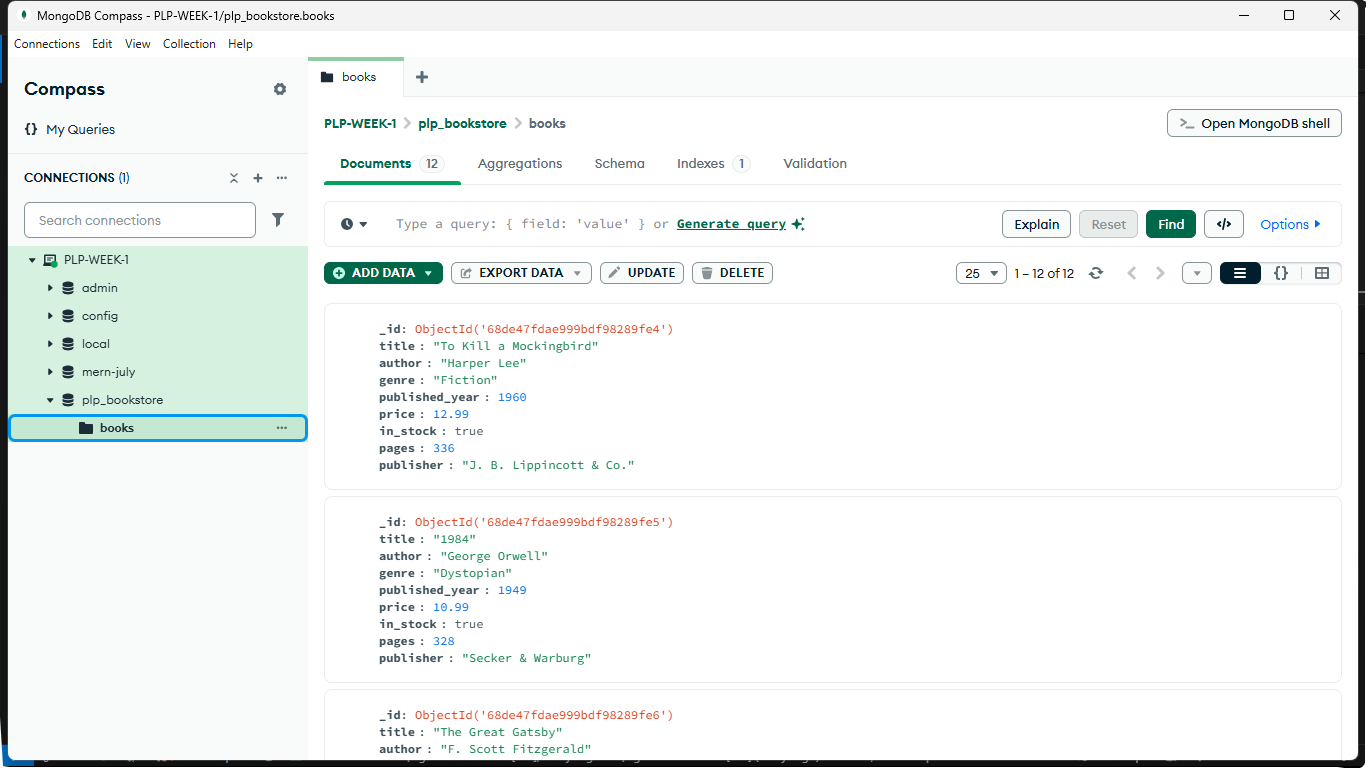 MongoDB Compass - PLP-WEEK-1/plp_bookstore.books
Connections Edit View Collection Help
Compass
{} My Queries
CONNECTIONS (1)
Search connections
PLP-WEEK-1
admin
config
local
mern-july
plp_bookstore
books
books
PLP-WEEK-1 > plp_bookstore > books
>_ Open MongoDB shell
Documents 12 Aggregations Schema Indexes 1 Validation
Type a query: { field: 'value' } or Generate query
Explain Reset Find </> Options
ADD DATA EXPORT DATA UPDATE DELETE
25 1 – 12 of 12 {}
_id: ObjectId('68de47fdae999bdf98289fe4')
title : "To Kill a Mockingbird"
author : "Harper Lee"
genre : "Fiction"
published_year : 1960
price : 12.99
in_stock : true
pages : 336
publisher : "J. B. Lippincott & Co."
_id: ObjectId('68de47fdae999bdf98289fe5')
title : "1984"
author : "George Orwell"
genre : "Dystopian"
published_year : 1949
price : 10.99
in_stock : true
pages : 328
publisher : "Secker & Warburg"
_id: ObjectId('68de47fdae999bdf98289fe6')
title : "The Great Gatsby"
author : "F. Scott Fitzgerald"